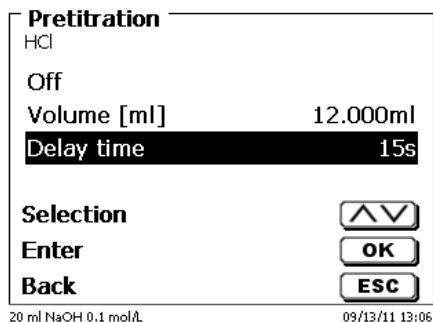 Pretitration
HCl
Off
Volume [ml] 12.000ml
Delay time 15s
Selection
Enter OK
Back ESC
20 ml NaOH 0.1 mol/L 09/13/11 13:06